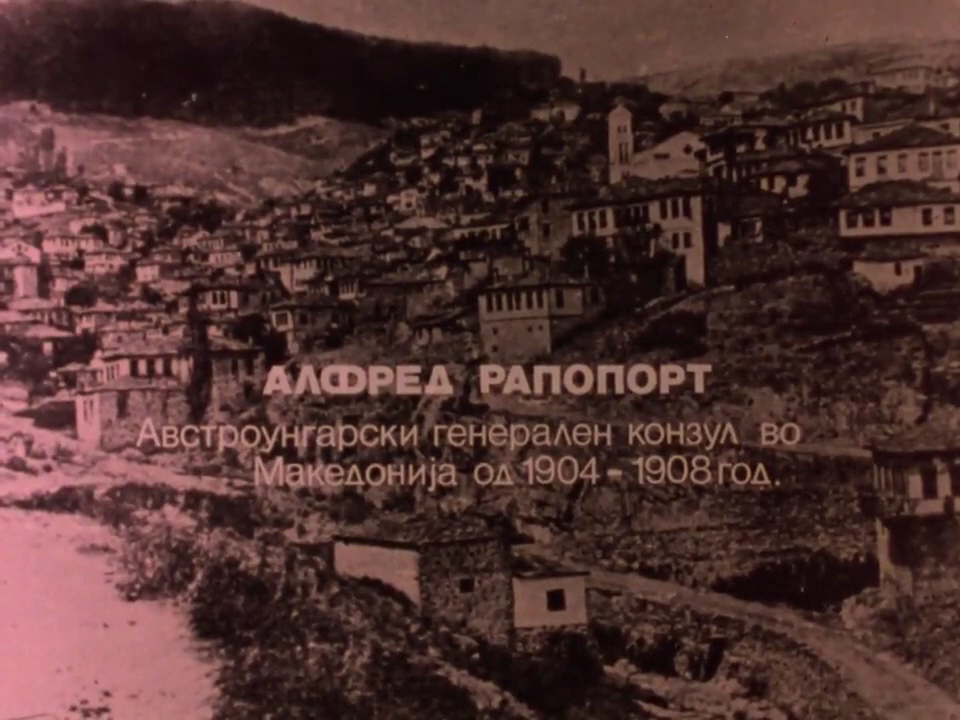 АЛФРЕД РАПОПОРТ
Австроунгарски генерален конзул во
Македонија од 1904 - 1908 год.